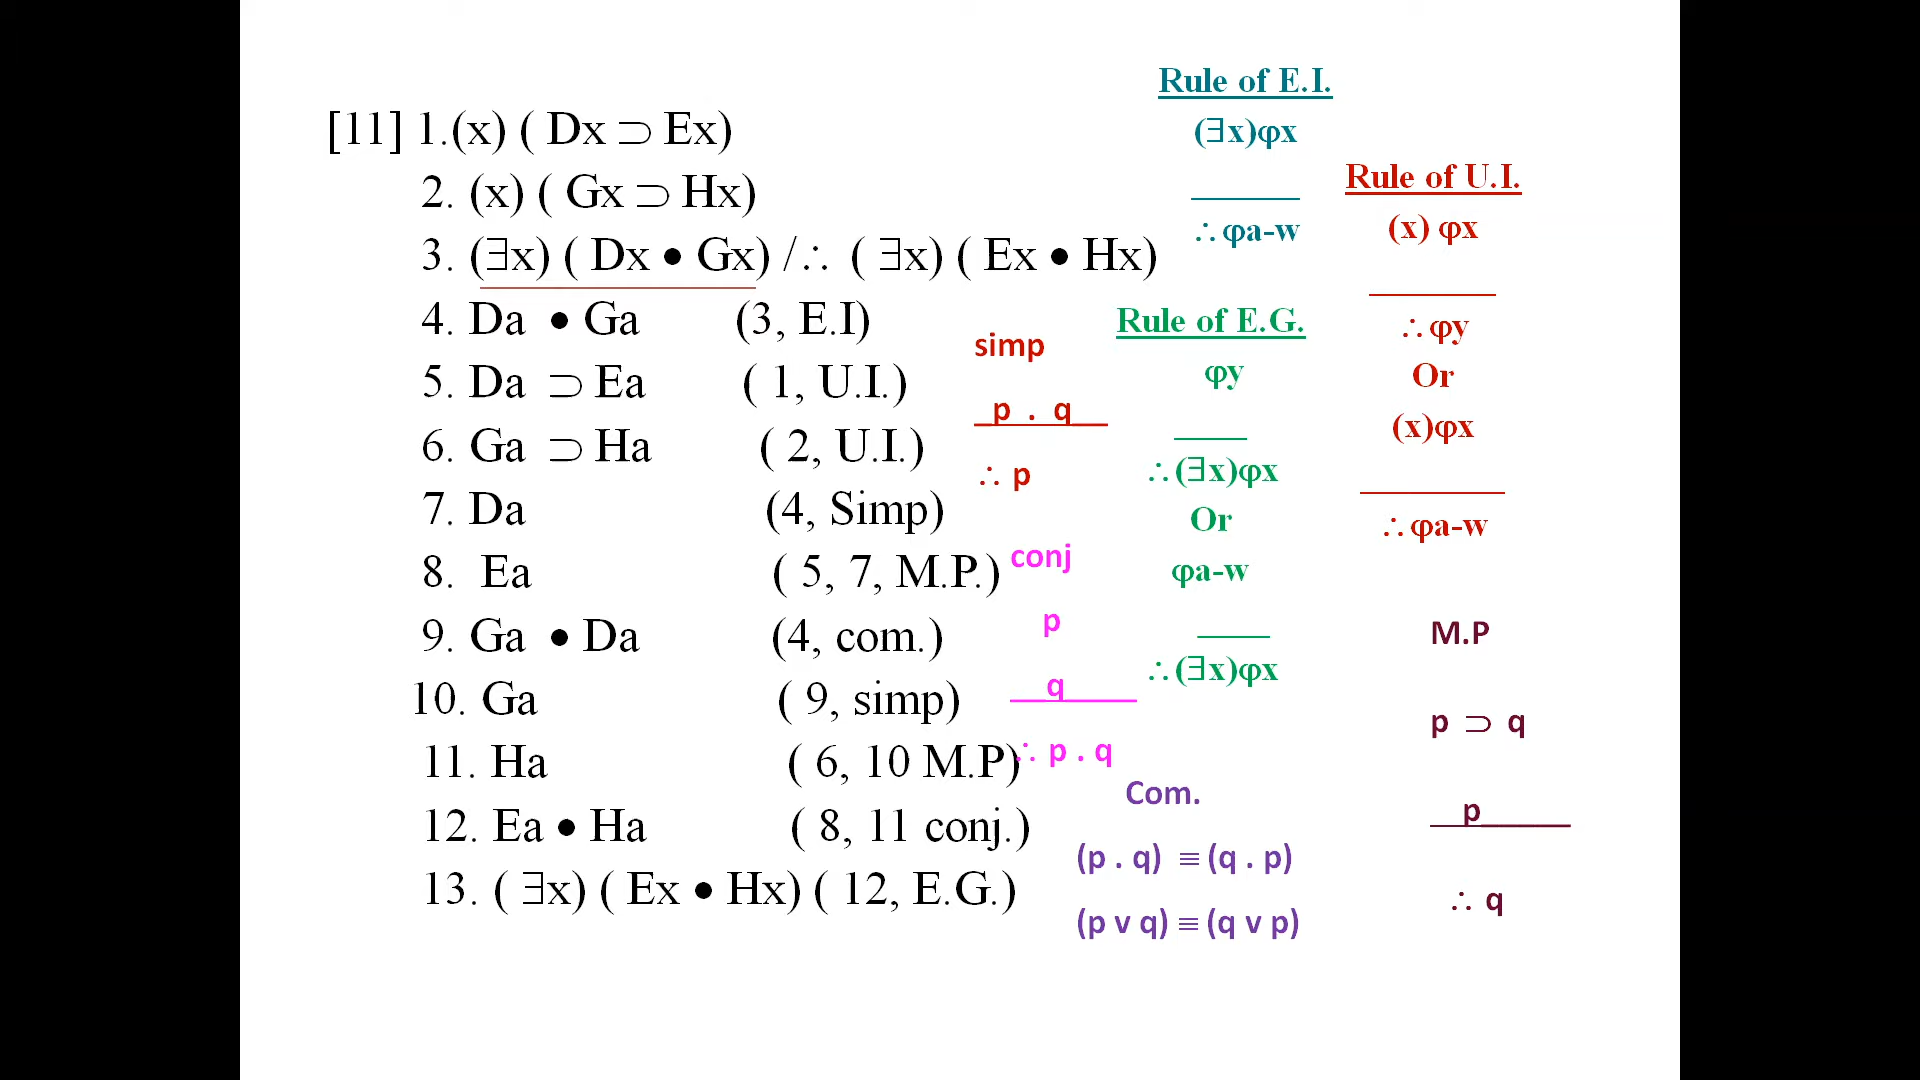 [11] 1.(x) ( Dx ⊃ Ex)
2. (x) ( Gx ⊃ Hx)
3. (∃x) ( Dx • Gx) /∴ ( ∃x) ( Ex • Hx)
4. Da • Ga (3, E.I)
5. Da ⊃ Ea ( 1, U.I.)
6. Ga ⊃ Ha ( 2, U.I.)
7. Da (4, Simp)
8. Ea ( 5, 7, M.P.)
9. Ga • Da (4, com.)
10. Ga ( 9, simp)
11. Ha ( 6, 10 M.P)
12. Ea • Ha ( 8, 11 conj.)
13. ( ∃x) ( Ex • Hx) ( 12, E.G.)
simp
p . q
∴ p
conj
p
q
∴ p . q
Rule of E.I.
(∃x)φx
∴φa-w
Rule of E.G.
φy
∴(∃x)φx
Or
φa-w
∴(∃x)φx
Com.
(p . q) ≡ (q . p)
(p v q) ≡ (q v p)
Rule of U.I.
(x) φx
∴φy
Or
(x)φx
∴φa-w
M.P
p ⊃ q
p
∴ q